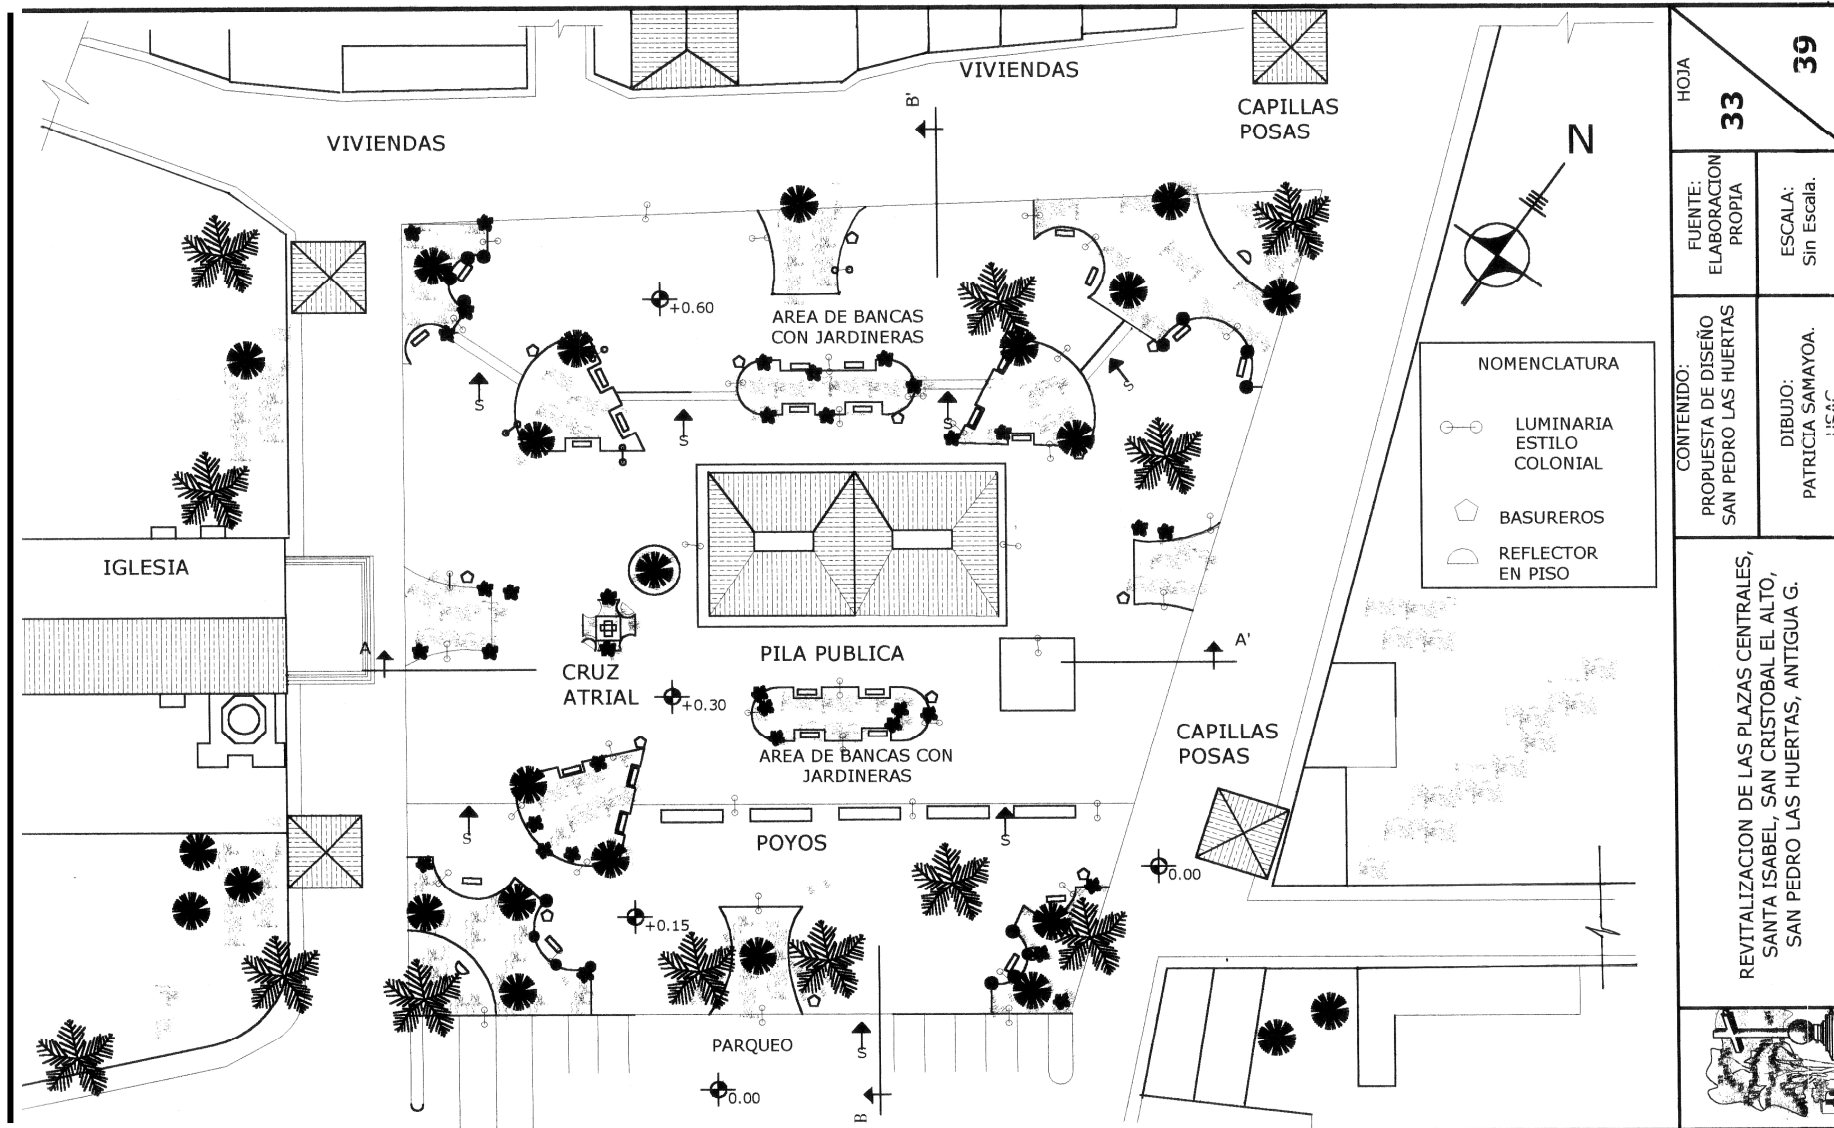 VIVIENDAS
VIVIENDAS
B'
CAPILLAS
POSAS
N
+0.60
AREA DE BANCAS
CON JARDINERAS
S
S
S
S
IGLESIA
A
CRUZ
ATRIAL
PILA PUBLICA
A'
+0.30
AREA DE BANCAS CON
JARDINERAS
CAPILLAS
POSAS
S
POYOS
S
0.00
+0.15
PARQUEO
S
0.00
B
NOMENCLATURA
LUMINARIA
ESTILO
COLONIAL
BASUREROS
REFLECTOR
EN PISO
HOJA
33
39
FUENTE:
ELABORACION
PROPIA
ESCALA:
Sin Escala.
CONTENIDO:
PROPUESTA DE DISEÑO
SAN PEDRO LAS HUERTAS
DIBUJO:
PATRICIA SAMAYOA.
REVITALIZACION DE LAS PLAZAS CENTRALES,
SANTA ISABEL, SAN CRISTOBAL EL ALTO,
SAN PEDRO LAS HUERTAS, ANTIGUA G.